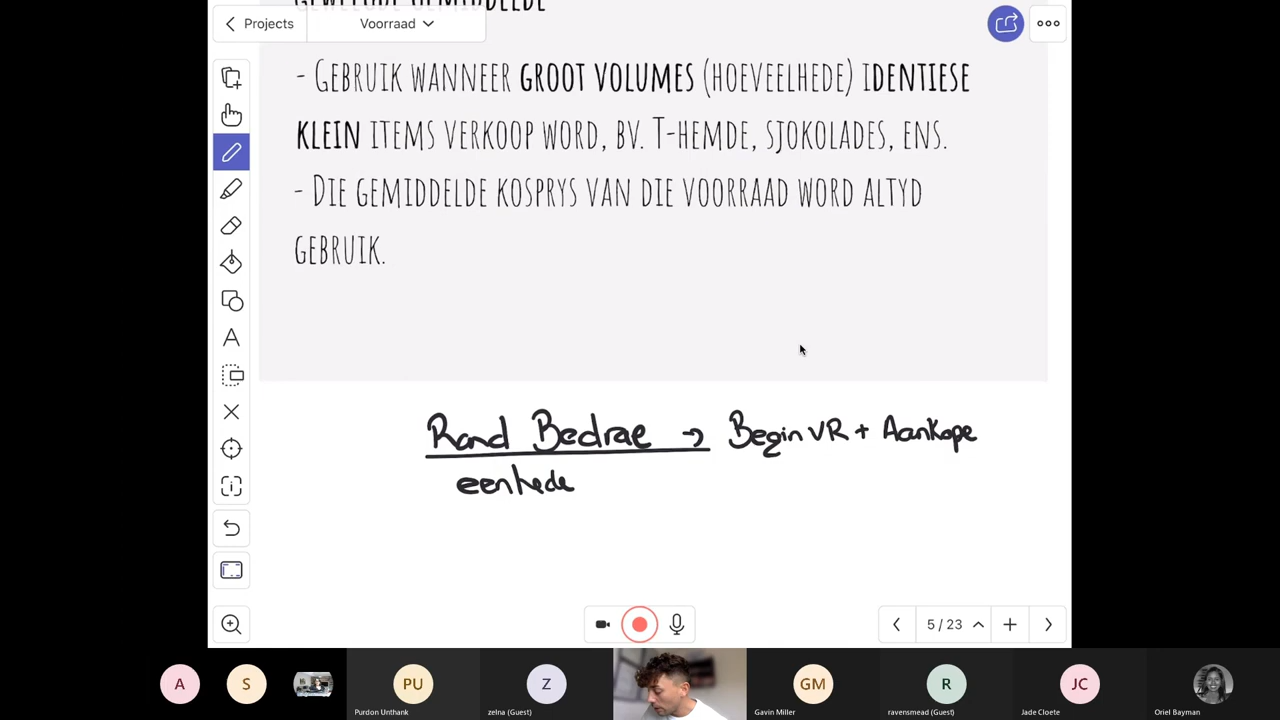 GEWEEGDE GEMIDDELDE
Projects
Voorraad
- GEBRUIK WANNEER GROOT VOLUMES (HOEVEELHEDE) IDENTIESE
KLEIN ITEMS VERKOOP WORD, BV. T-HEMDE, SJOKOLADES, ENS.
- DIE GEMIDDELDE KOSPRYS VAN DIE VOORRAAD WORD ALTYD
GEBRUIK.
Rand Bedrae → Begin VR + Aankope
eenhede
5 / 23
A
S
PU
Z
GM
R
JC
Purdon Unthank
zelna (Guest)
Gavin Miller
ravensmead (Guest)
Jade Cloete
Oriel Bayman